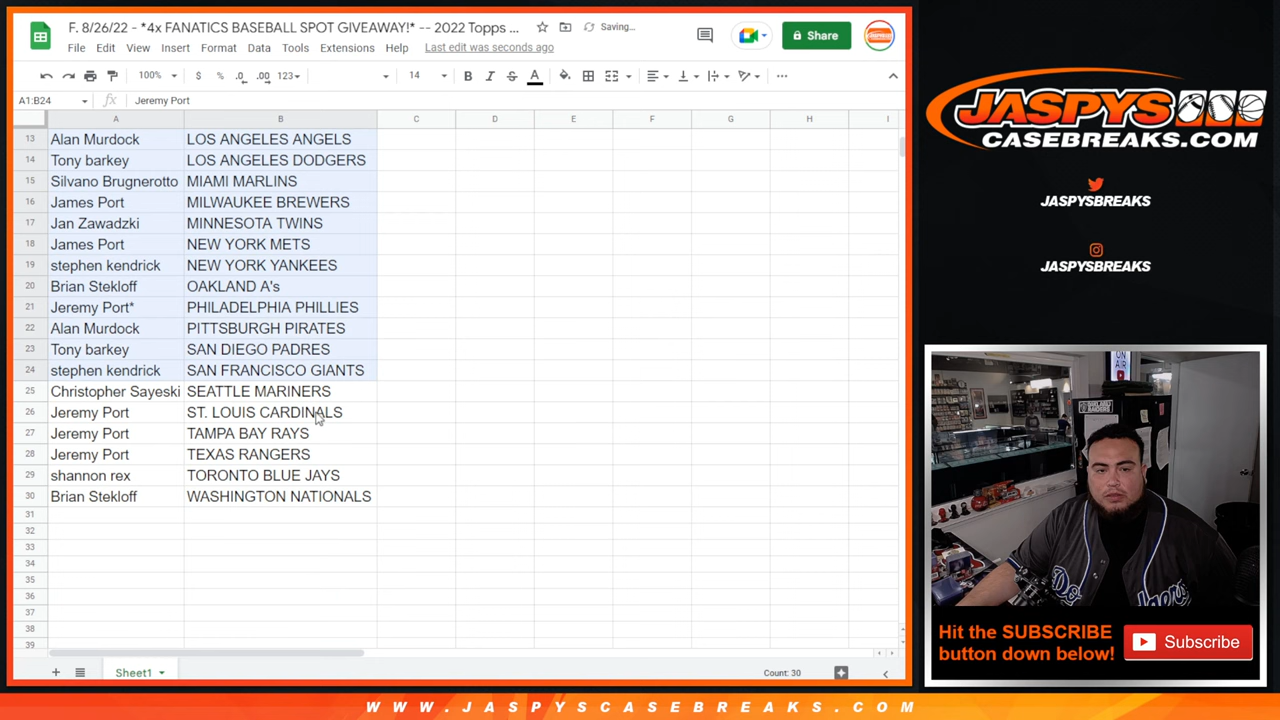 F. 8/26/22 - *4x FANATICS BASEBALL SPOT GIVEAWAY!* -- 2022 Topps ...
Saving...
Share
File Edit View Insert Format Data Tools Extensions Help Last edit was seconds ago
100% $ % .0 .00 123 14 B I S A
A1:B24 fx Jeremy Port
A B C D E F G H I
13 Alan Murdock LOS ANGELES ANGELS
14 Tony barkey LOS ANGELES DODGERS
15 Silvano Brugnerotto MIAMI MARLINS
16 James Port MILWAUKEE BREWERS
17 Jan Zawadzki MINNESOTA TWINS
18 James Port NEW YORK METS
19 stephen kendrick NEW YORK YANKEES
20 Brian Stekloff OAKLAND A's
21 Jeremy Port* PHILADELPHIA PHILLIES
22 Alan Murdock PITTSBURGH PIRATES
23 Tony barkey SAN DIEGO PADRES
24 stephen kendrick SAN FRANCISCO GIANTS
25 Christopher Sayeski SEATTLE MARINERS
26 Jeremy Port ST. LOUIS CARDINALS
27 Jeremy Port TAMPA BAY RAYS
28 Jeremy Port TEXAS RANGERS
29 shannon rex TORONTO BLUE JAYS
30 Brian Stekloff WASHINGTON NATIONALS
31
32
33
34
35
36
37
38
39
Sheet1
Count: 30
JASPYS
CASEBREAKS.COM
JASPYSBREAKS
JASPYSBREAKS
ON
AIR
Hit the SUBSCRIBE
button down below!
Subscribe
WWW.JASPYSCASEBREAKS.COM